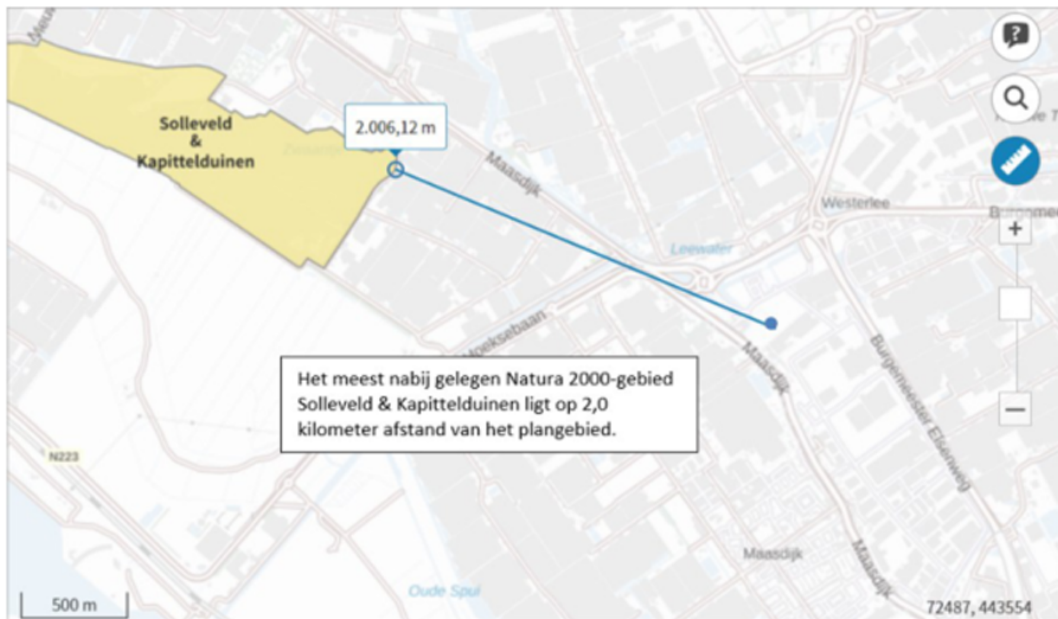 Solleveld
&
Kapittelduinen
2.006,12 m
Maasdijk
Westerlee
Leewater
Maasdijk
Burgemeester Elsenweg
Het meest nabij gelegen Natura 2000-gebied
Solleveld & Kapittelduinen ligt op 2,0
kilometer afstand van het plangebied.
N223
Maasdijk
Maasdijk
Oude Spui
500 m
72487, 443554
?
+
−